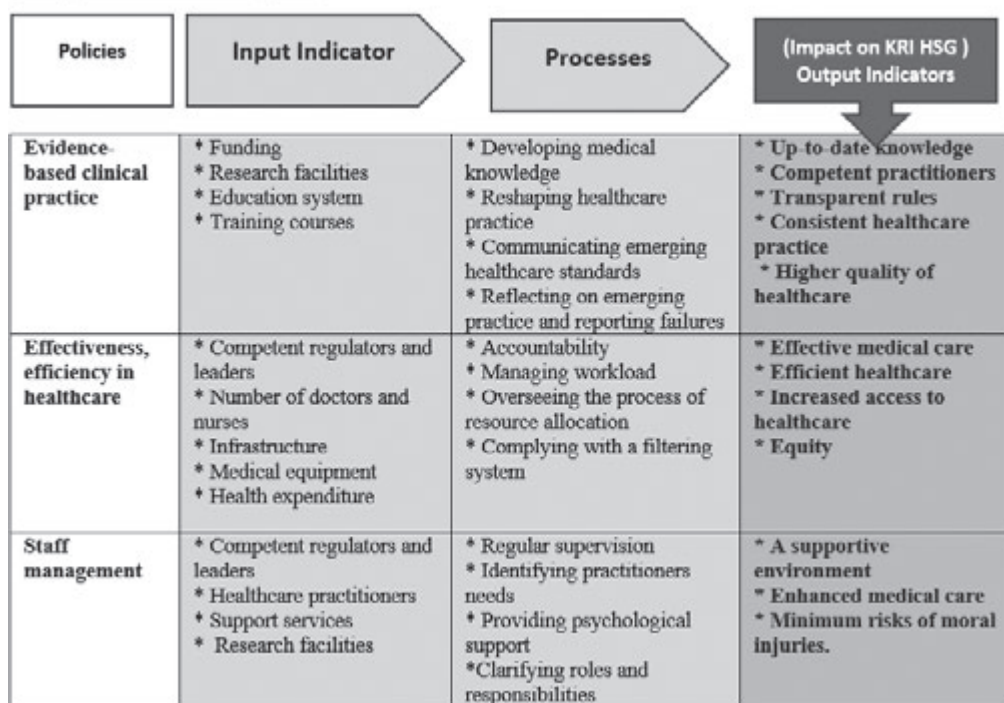 Policies
Input Indicator
Processes
(Impact on KRI HSG )
Output Indicators
Evidence-
based clinical
practice
* Funding
* Research facilities
* Education system
* Training courses
* Developing medical
knowledge
* Reshaping healthcare
practice
* Communicating emerging
healthcare standards
* Reflecting on emerging
practice and reporting failures
* Up-to-date knowledge
* Competent practitioners
* Transparent rules
* Consistent healthcare
practice
* Higher quality of
healthcare
Effectiveness,
efficiency in
healthcare
* Competent regulators and
leaders
* Number of doctors and
nurses
* Infrastructure
* Medical equipment
* Health expenditure
* Accountability
* Managing workload
* Overseeing the process of
resource allocation
* Complying with a filtering
system
* Effective medical care
* Efficient healthcare
* Increased access to
healthcare
* Equity
Staff
management
* Competent regulators and
leaders
* Healthcare practitioners
* Support services
* Research facilities
* Regular supervision
* Identifying practitioners
needs
* Providing psychological
support
*Clarifying roles and
responsibilities
* A supportive
environment
* Enhanced medical care
* Minimum risks of moral
injuries.